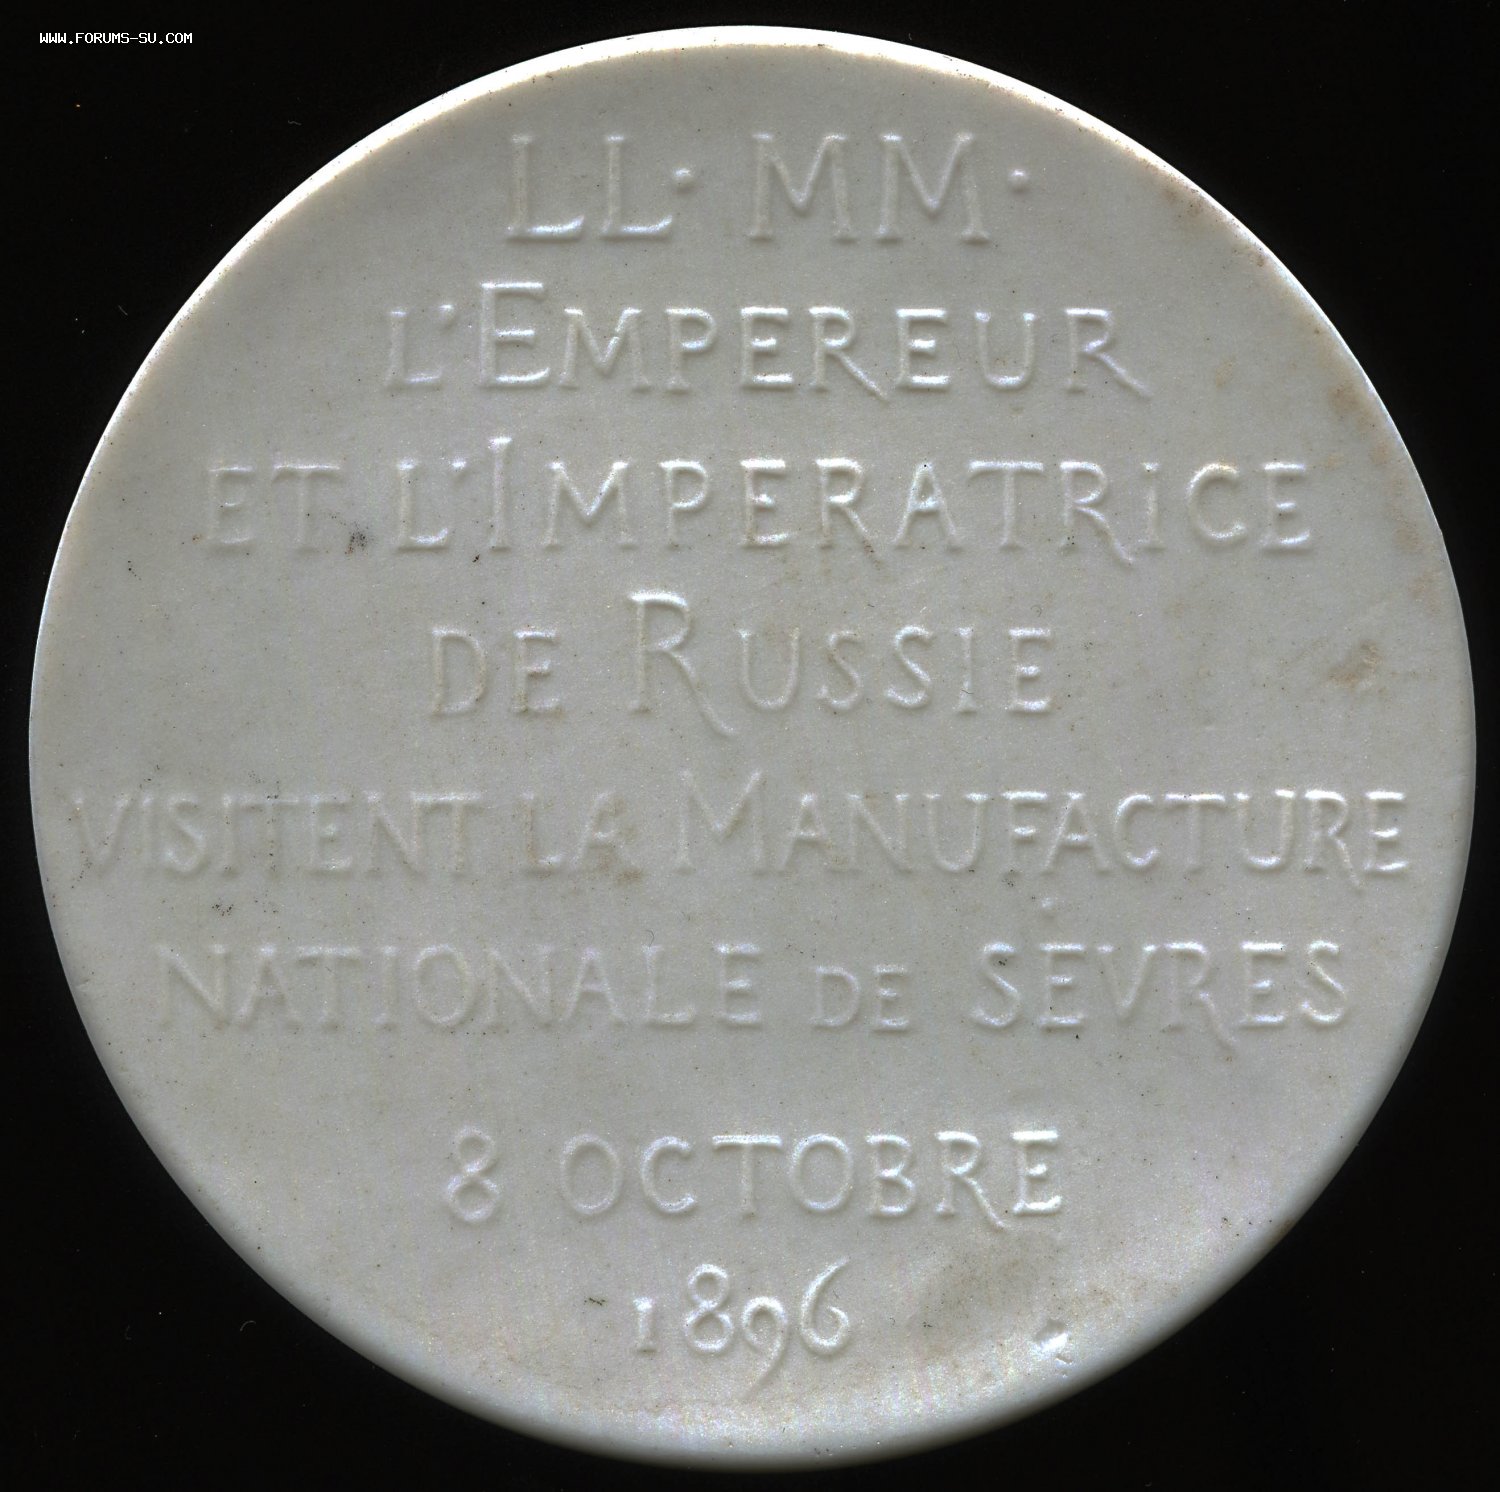 WWW.FORUMS-SU.COM
LL· MM·
L'EMPEREUR
ET L'IMPERATRICE
DE RUSSIE
VISITENT LA MANUFACTURE
NATIONALE DE SÈVRES
8 OCTOBRE
1896